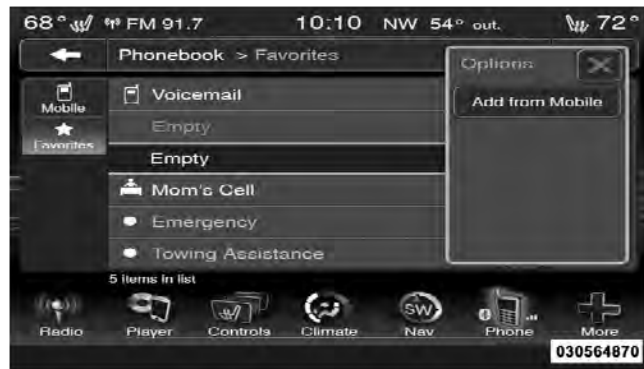 68° FM 91.7 10:10 NW 54° out. 72°
Phonebook > Favorites
Options
Mobile
Voicemail
Add from Mobile
Favorites
Empty
Empty
Mom's Cell
Emergency
Towing Assistance
5 items in list
SW
Radio Player Controls Climate Nav Phone More
030564870